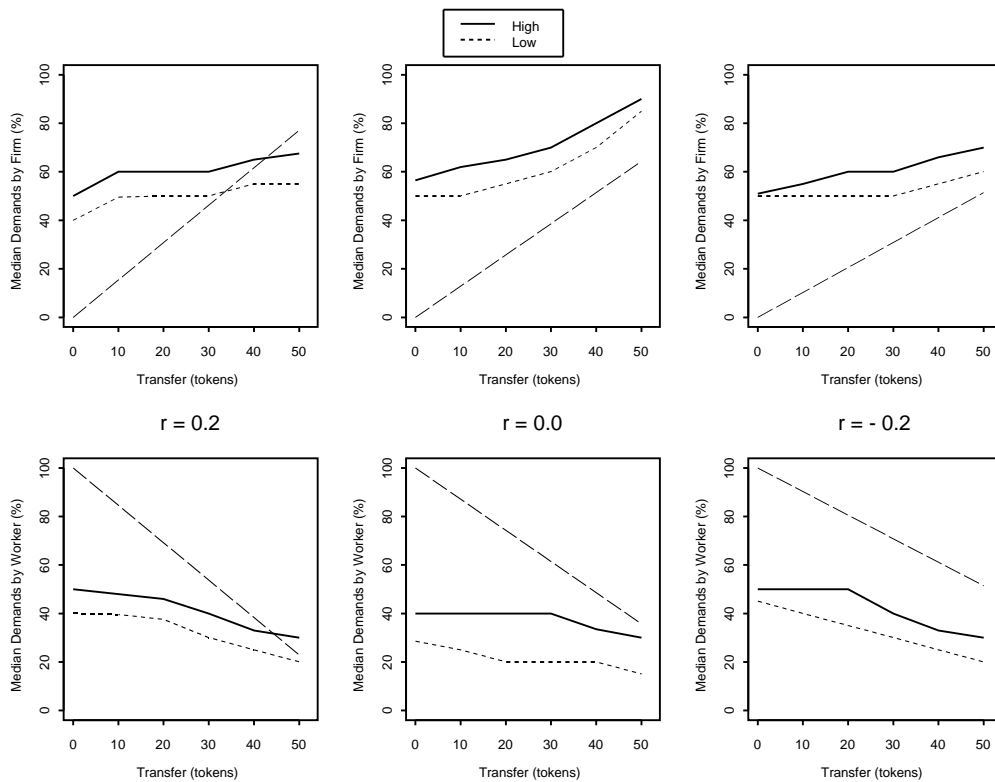 High
Low
Median Demands by Firm (%)
0 20 40 60 80 100
0 10 20 30 40 50
Transfer (tokens)
Median Demands by Firm (%)
0 20 40 60 80 100
0 10 20 30 40 50
Transfer (tokens)
Median Demands by Firm (%)
0 20 40 60 80 100
0 10 20 30 40 50
Transfer (tokens)
r = 0.2
r = 0.0
r = - 0.2
Median Demands by Worker (%)
0 20 40 60 80 100
0 10 20 30 40 50
Transfer (tokens)
Median Demands by Worker (%)
0 20 40 60 80 100
0 10 20 30 40 50
Transfer (tokens)
Median Demands by Worker (%)
0 20 40 60 80 100
0 10 20 30 40 50
Transfer (tokens)